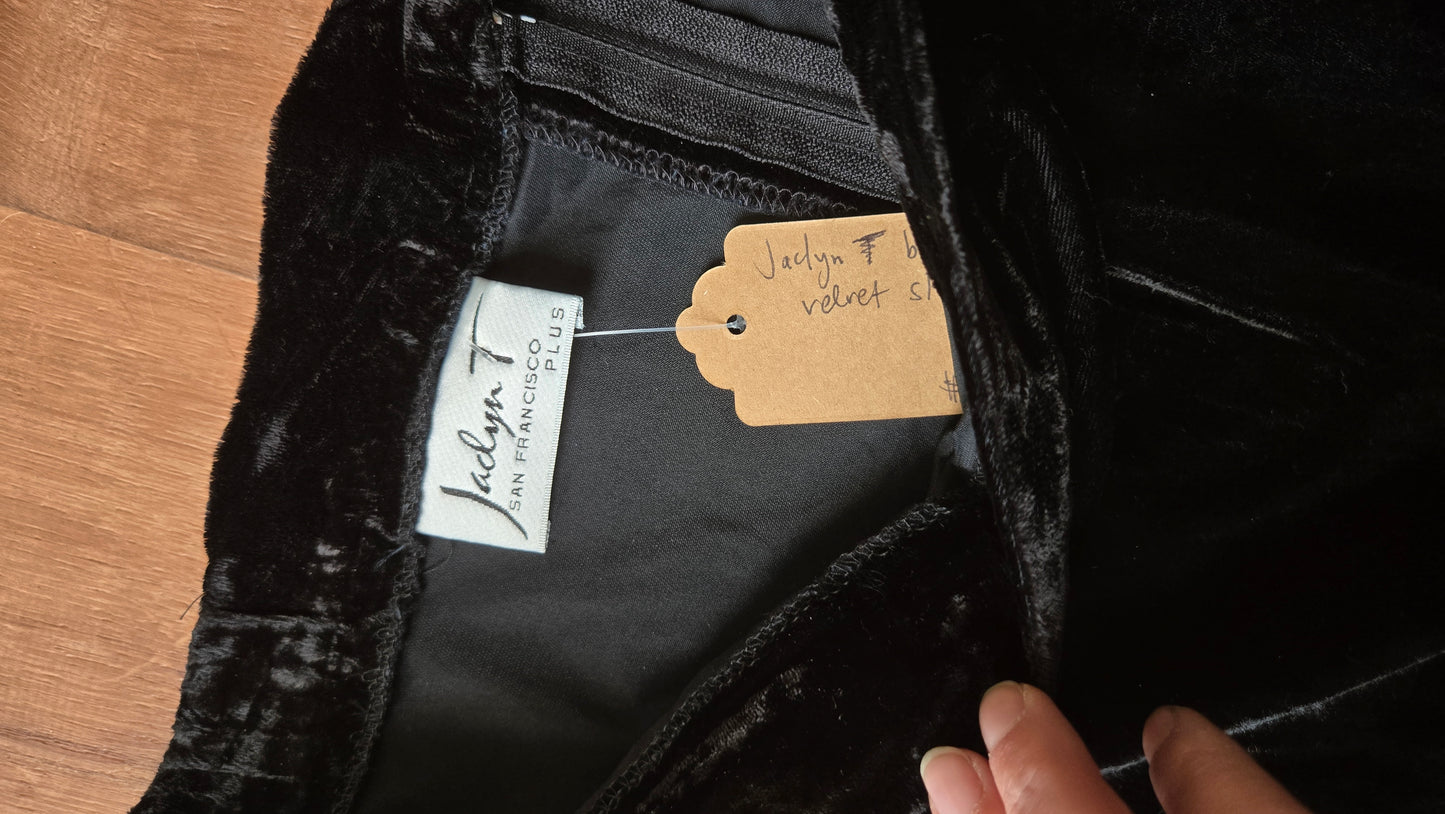 Jaclyn T
SAN FRANCISCO
PLUS
Jaclyn T
velvet
#